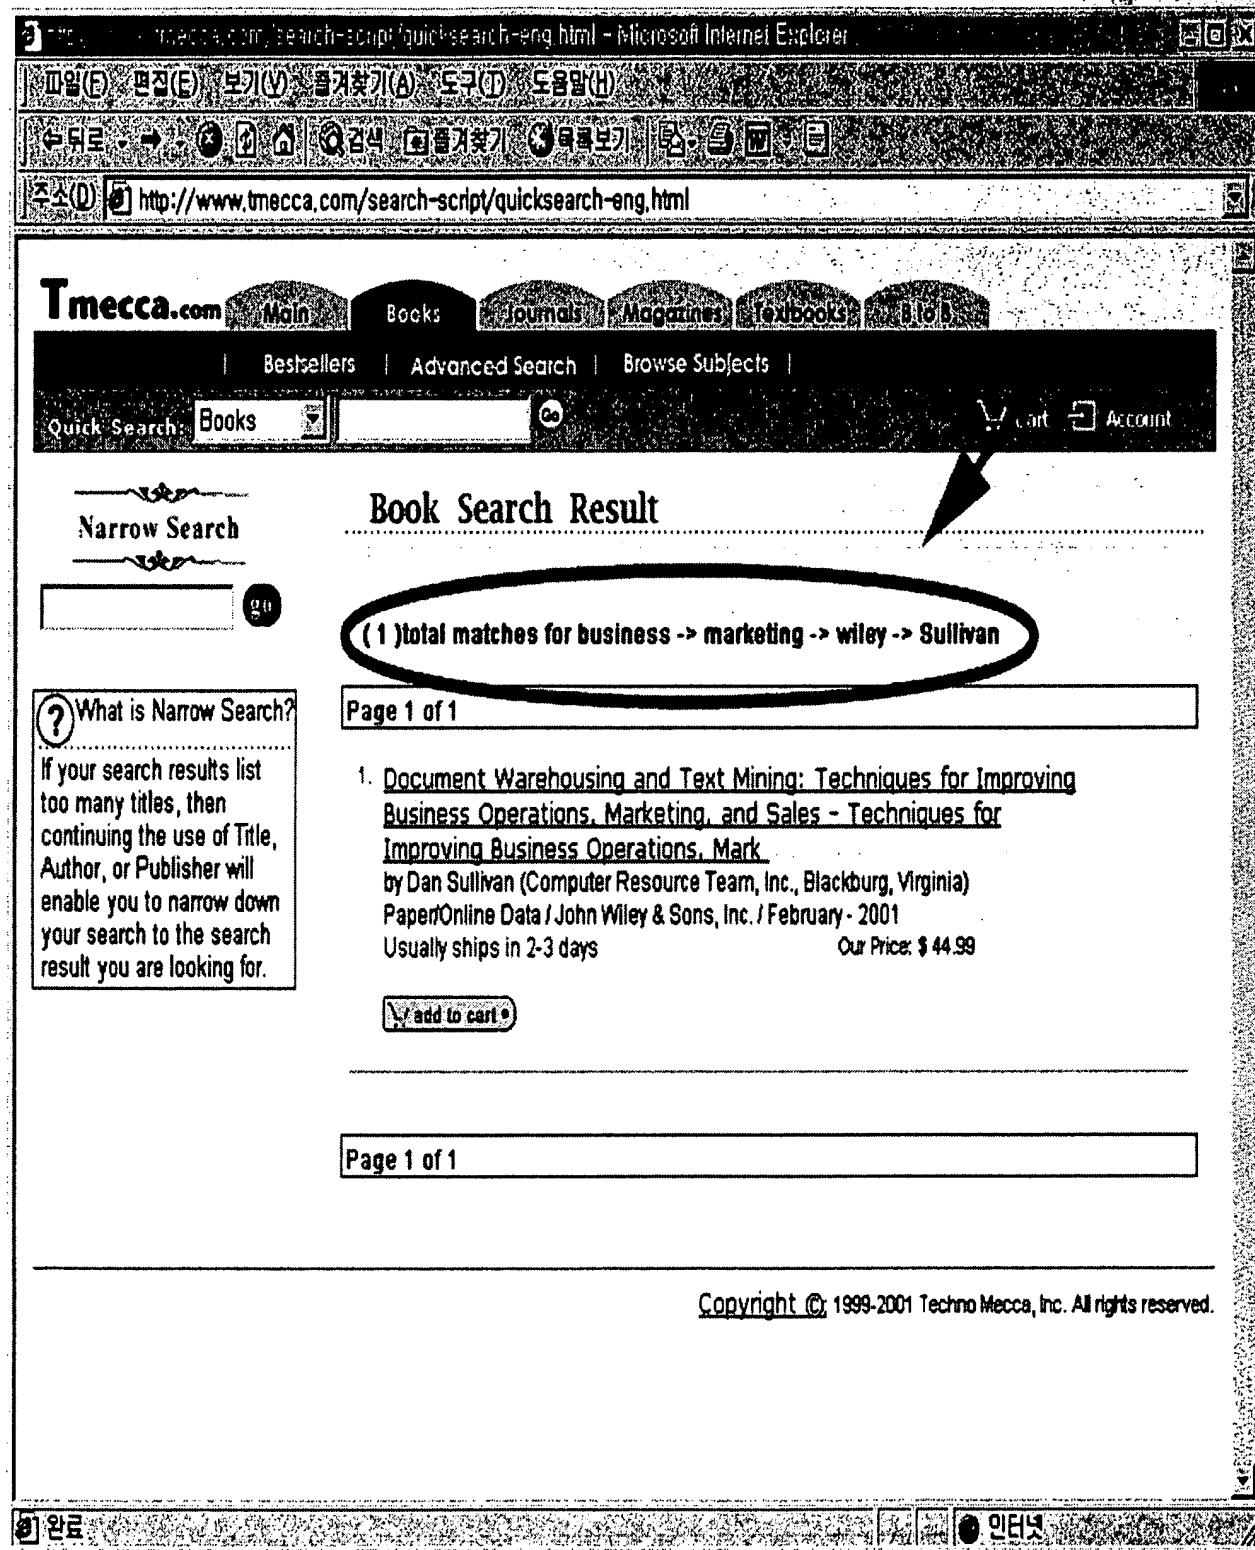 /search-script/quicksearch-eng.html - Microsoft Internet Explorer
파일(F) 편집(E) 보기(V) 즐겨찾기(A) 도구(T) 도움말(H)
뒤로 검색 즐겨찾기 목록보기
주소(D) http://www.tmecca.com/search-script/quicksearch-eng.html
Tmecca.com Main Books Journals Magazines Textbooks B to B
| Bestsellers | Advanced Search | Browse Subjects |
Quick Search: Books Go Cart Account
Narrow Search
go
Book Search Result
( 1 )total matches for business -> marketing -> wiley -> Sullivan
Page 1 of 1
? What is Narrow Search?
If your search results list
too many titles, then
continuing the use of Title,
Author, or Publisher will
enable you to narrow down
your search to the search
result you are looking for.
1. Document Warehousing and Text Mining: Techniques for Improving
Business Operations, Marketing, and Sales - Techniques for
Improving Business Operations, Mark
by Dan Sullivan (Computer Resource Team, Inc., Blackburg, Virginia)
Paper/Online Data / John Wiley & Sons, Inc. / February - 2001
Usually ships in 2-3 days Our Price: $ 44.99
add to cart
Page 1 of 1
Copyright ©; 1999-2001 Techno Mecca, Inc. All rights reserved.
완료 인터넷